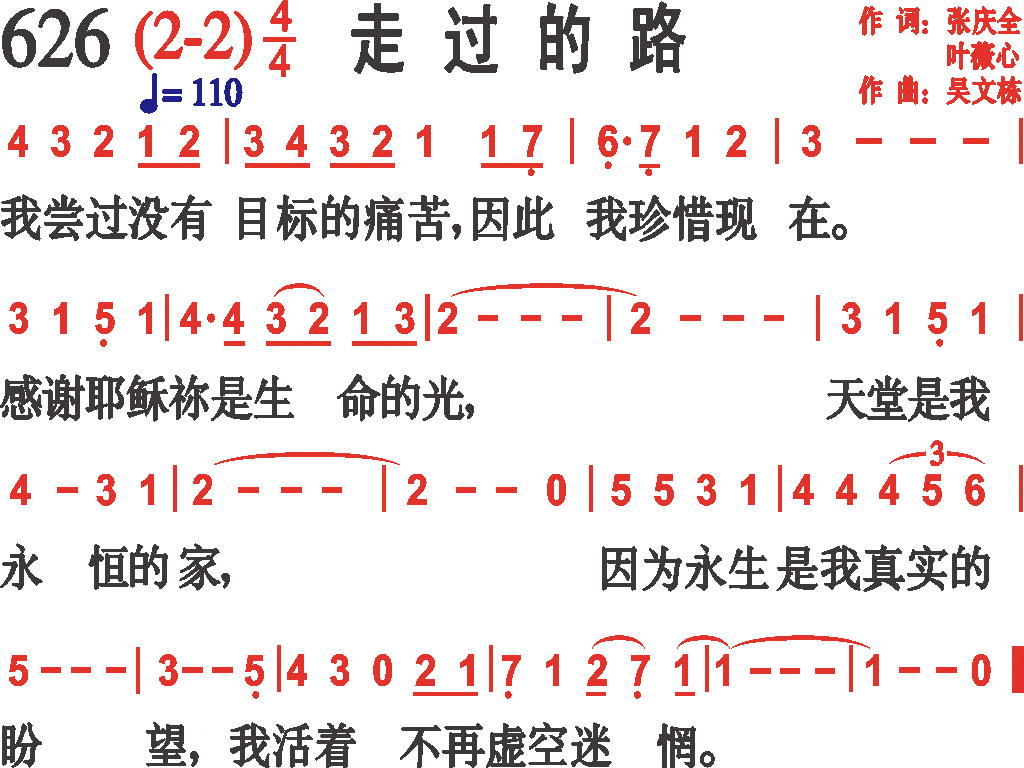 626 (2-2) 4/4 走过的路 作 词：张庆全
叶薇心
♩= 110 作 曲：吴文栋
4 3 2 1 2 | 3 4 3 2 1 1 7 | 6· 7 1 2 | 3 － － － |
我尝过没有 目标的痛苦，因此 我珍惜现 在。
3 1 5 1 | 4· 4 3 2 1 3 | 2 - - - | 2 - - - | 3 1 5 1 |
感谢耶稣祢是生 命的光， 天堂是我
4 - 3 1 | 2 - - - | 2 - - 0 | 5 5 3 1 | 4 4 4 5 6 |
3
永 恒的家， 因为永生是我真实的
5 - - - | 3 - - 5 | 4 3 0 2 1 | 7 1 2 7 1 | 1 - - - | 1 - - 0
盼 望，我活着 不再虚空迷 惘。